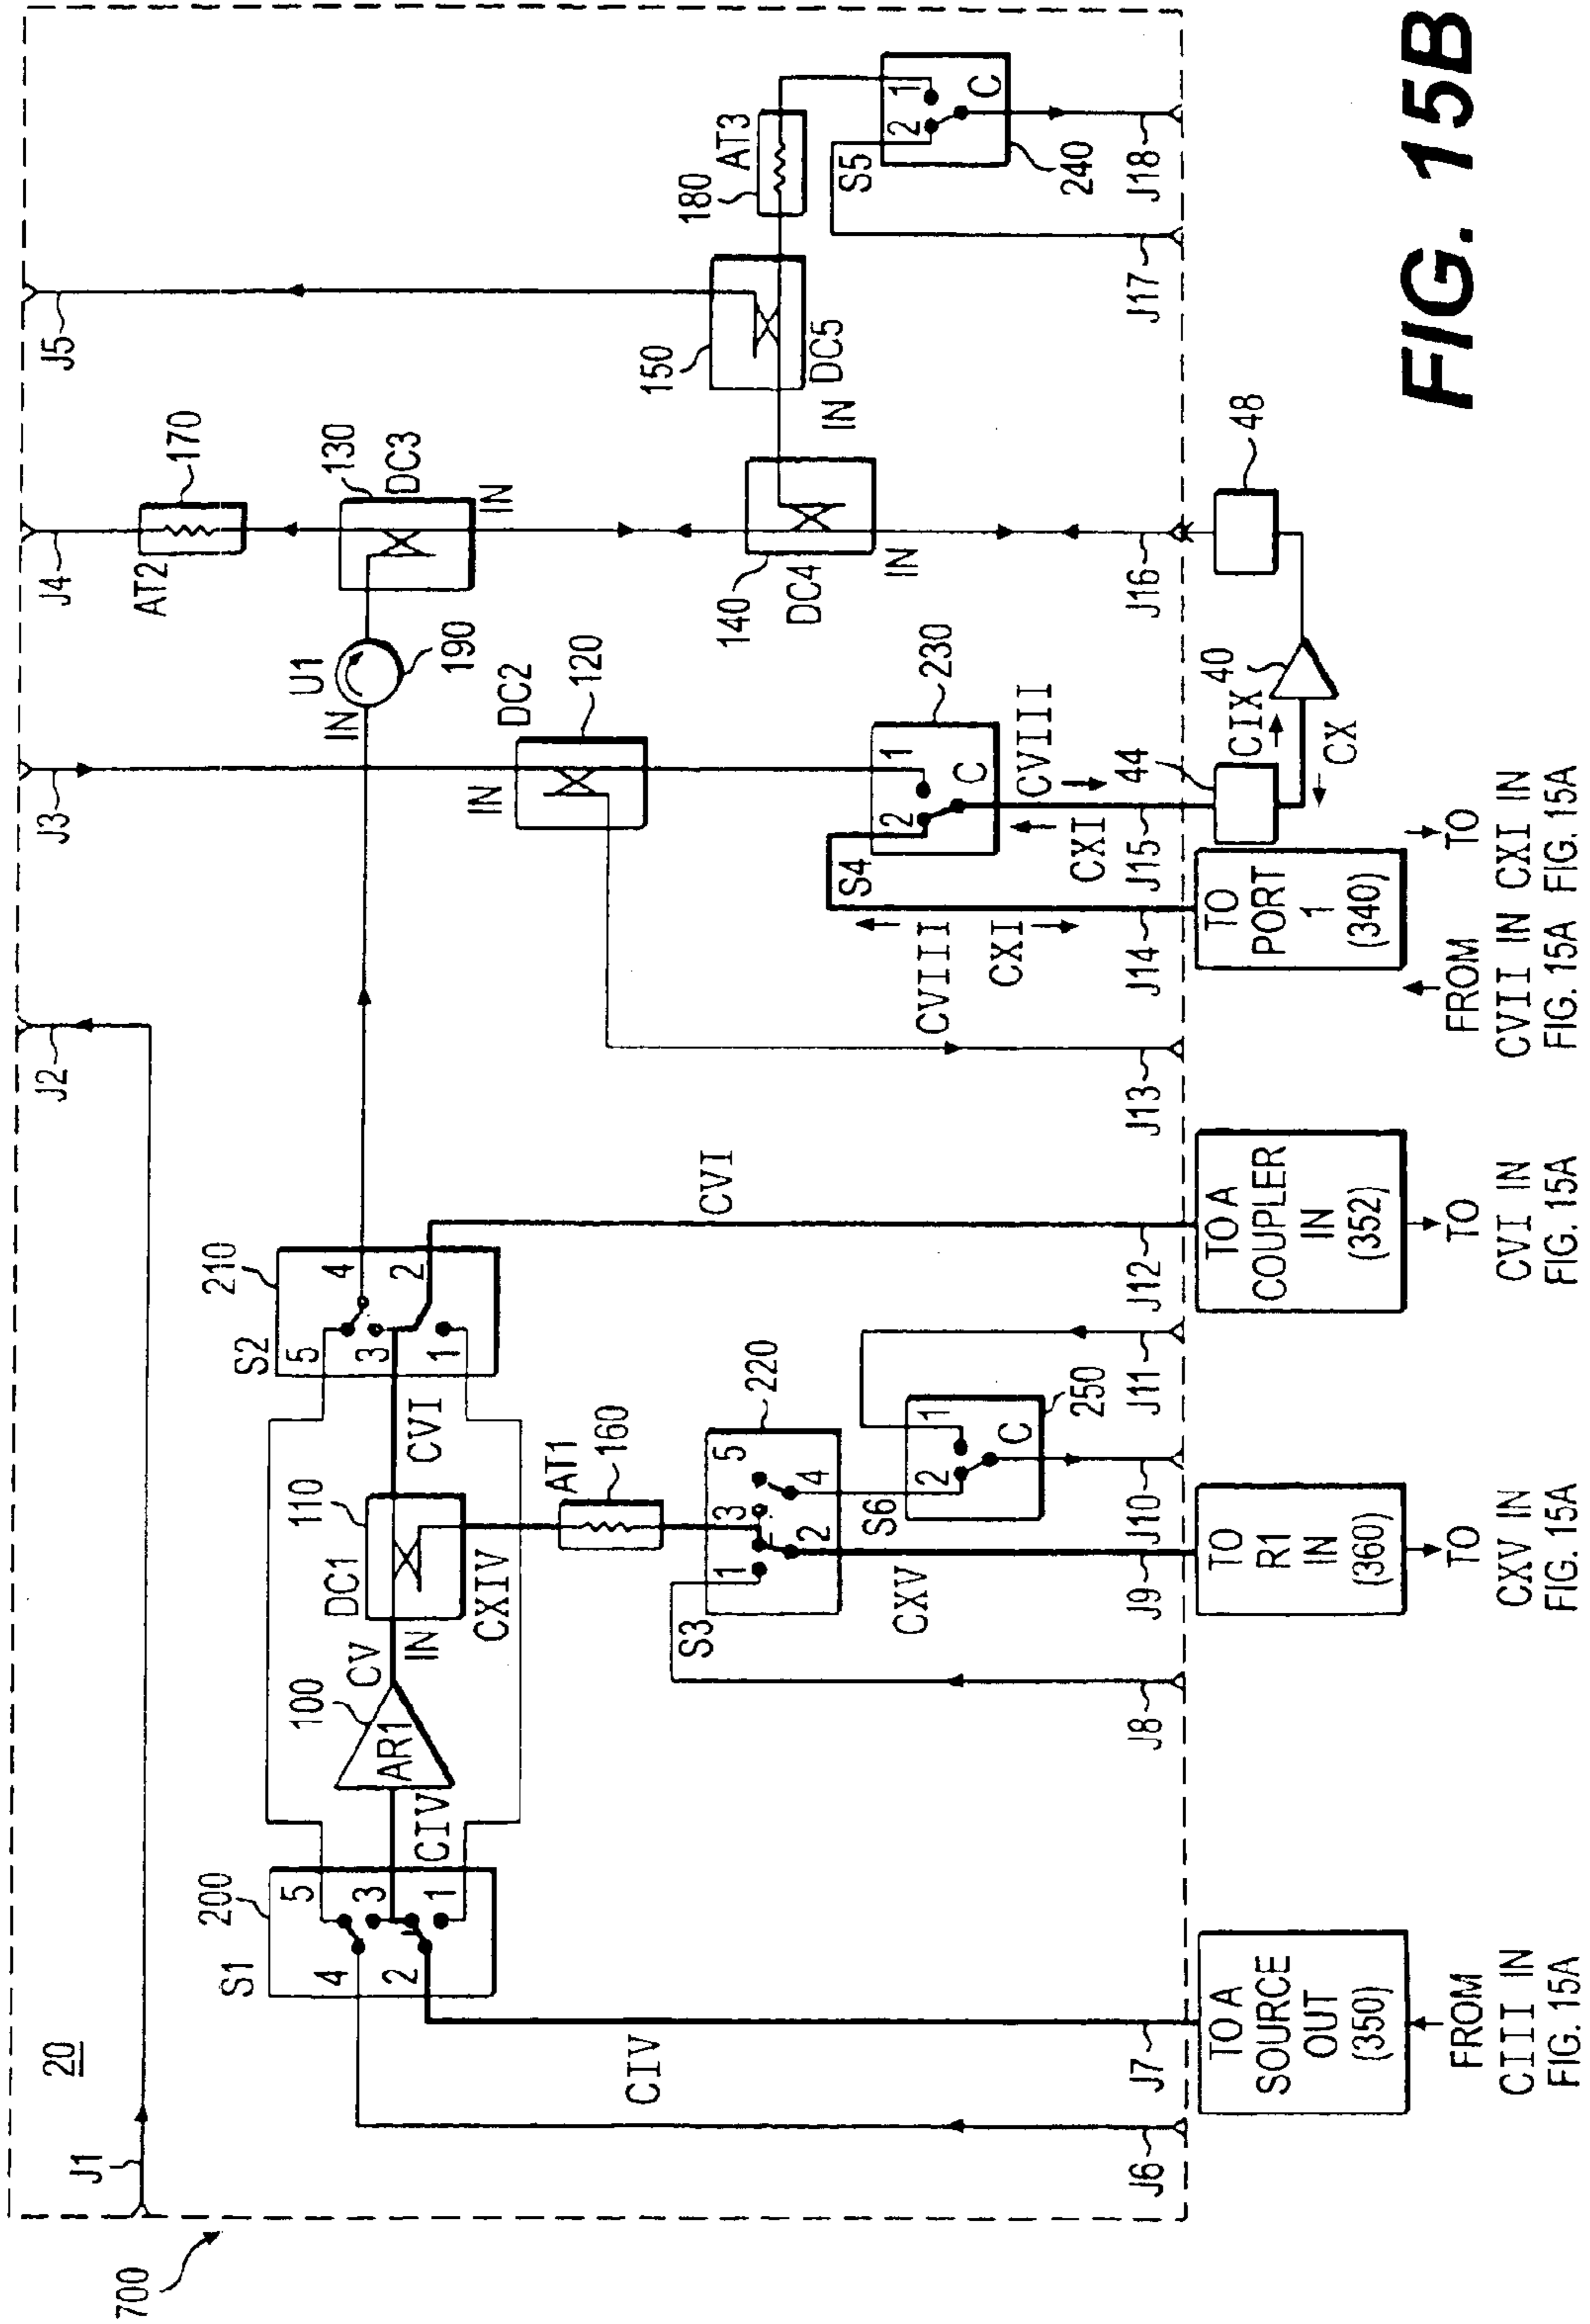 700
20
J1
J2
J3
J4
J5
S1
200
4
5
2
3
1
CIV
CIV
100
AR1
CV
IN
DC1
110
CXIV
CVI
S2
210
5
4
3
2
1
CVI
AT1
160
S3
220
1
3
5
2
4
CXV
S6
250
2
1
C
U1
IN
190
DC2
120
IN
AT2
170
130
DC3
IN
140
DC4
IN
150
DC5
IN
180
AT3
S5
2
1
C
240
S4
230
2
1
C
CVIII
CXI
CVIII
CXI
J6
J7
J8
J9
J10
J11
J12
J13
J14
J15
J16
J17
J18
44
CIX
40
CX
48
TO A
SOURCE
OUT
(350)
FROM
CIII IN
FIG. 15A
TO
R1
IN
(360)
TO
CXV IN
FIG. 15A
TO A
COUPLER
IN
(352)
TO
CVI IN
FIG. 15A
TO
PORT
1
(340)
FROM
CVII IN
FIG. 15A
TO
CXI IN
FIG. 15A
FIG. 15B